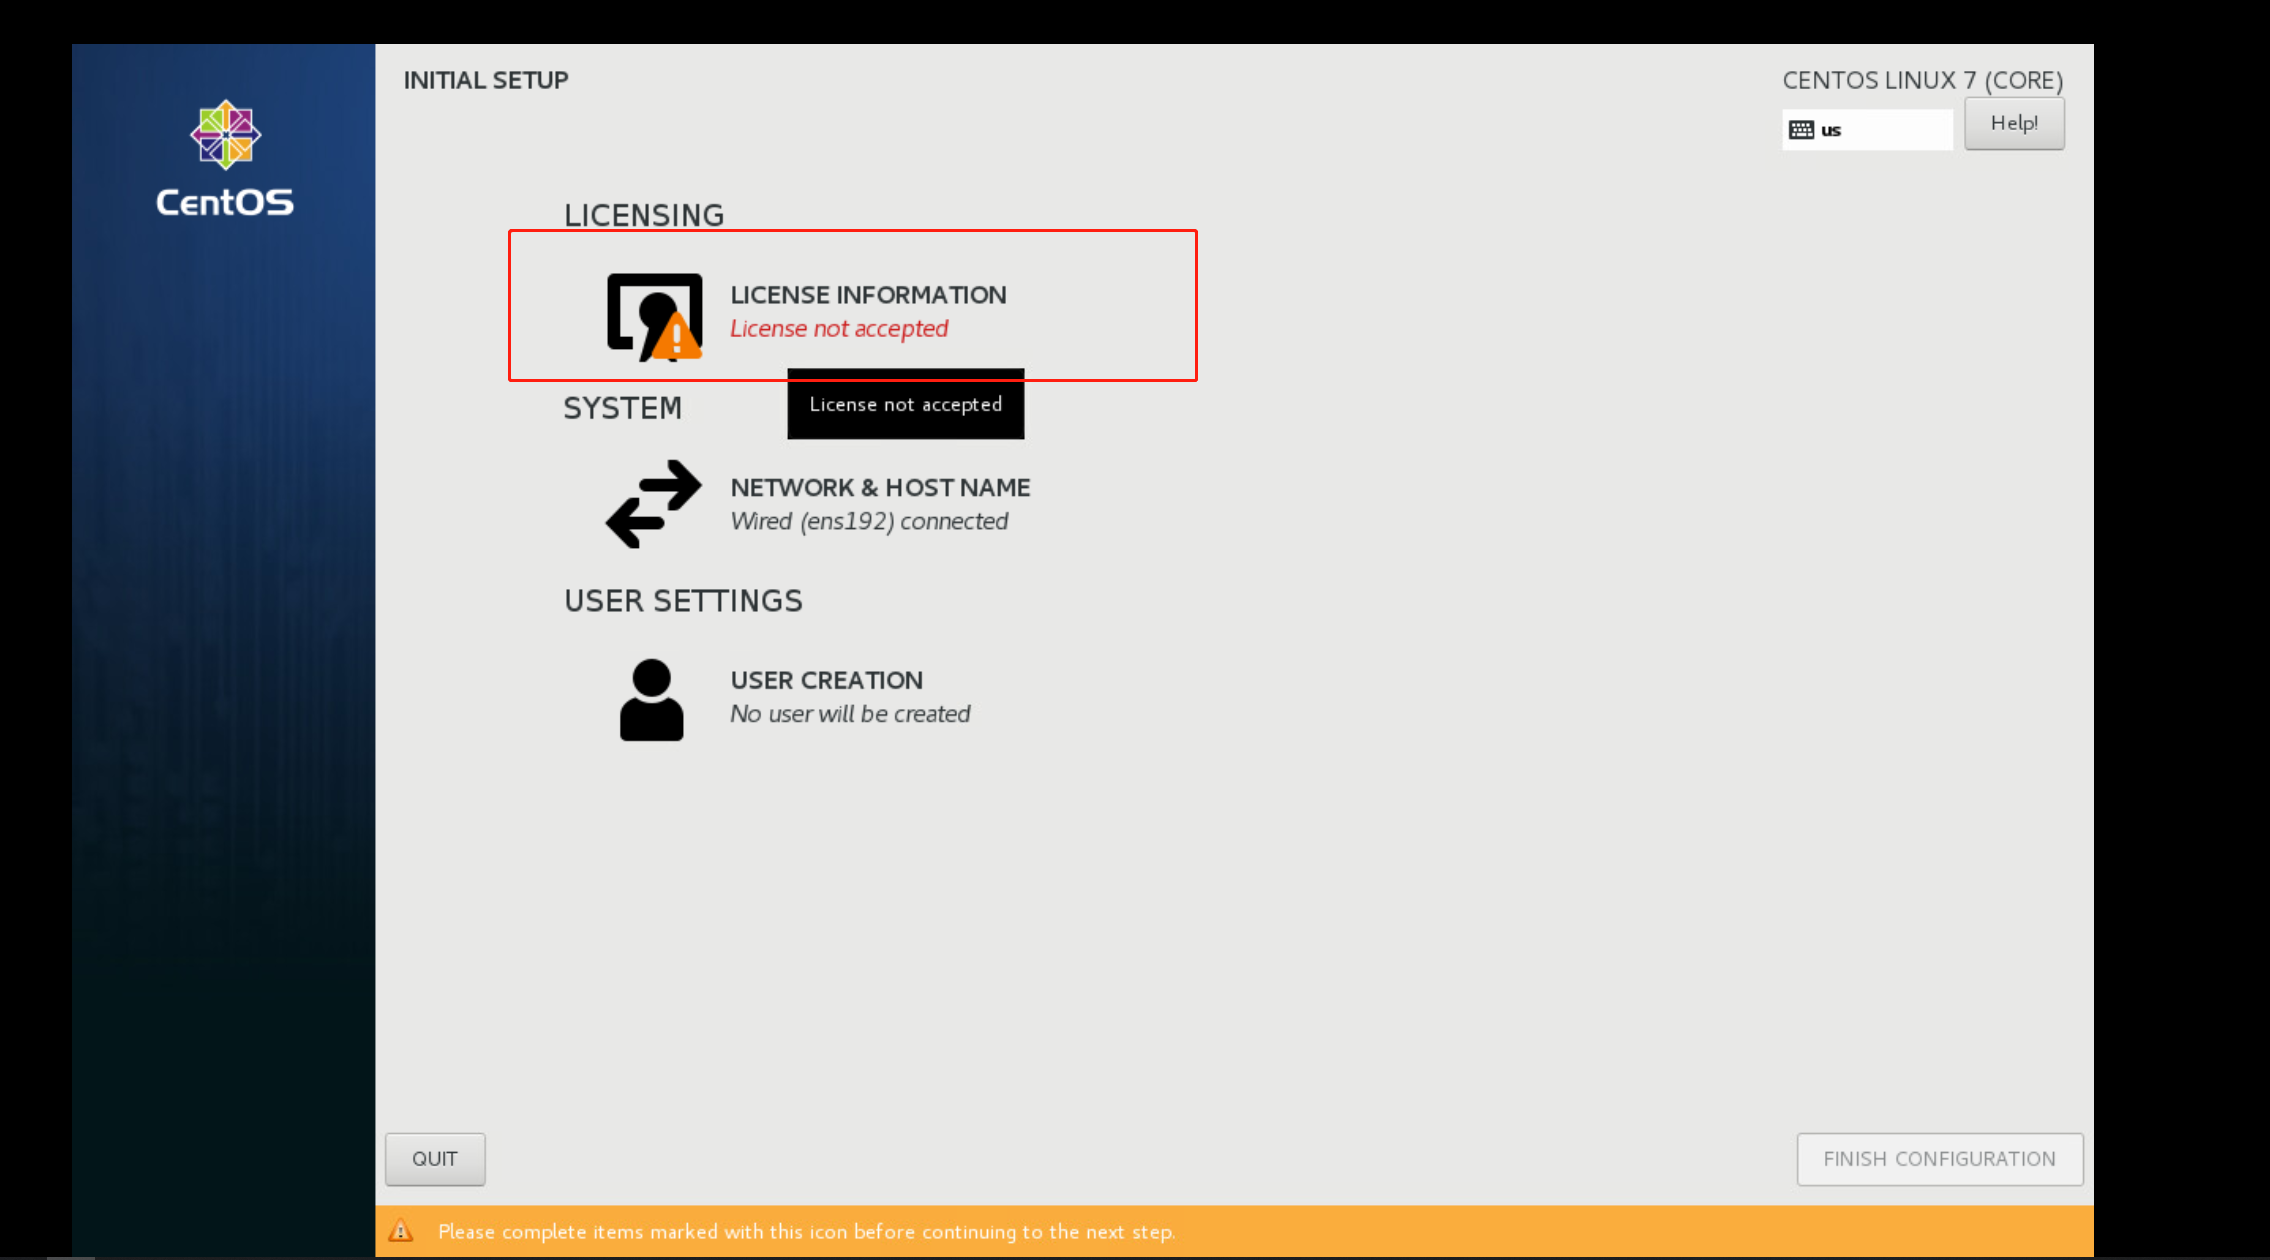 INITIAL SETUP
CENTOS LINUX 7 (CORE)
us
Help!
CentOS
LICENSING
LICENSE INFORMATION
License not accepted
License not accepted
SYSTEM
NETWORK & HOST NAME
Wired (ens192) connected
USER SETTINGS
USER CREATION
No user will be created
QUIT
FINISH CONFIGURATION
Please complete items marked with this icon before continuing to the next step.